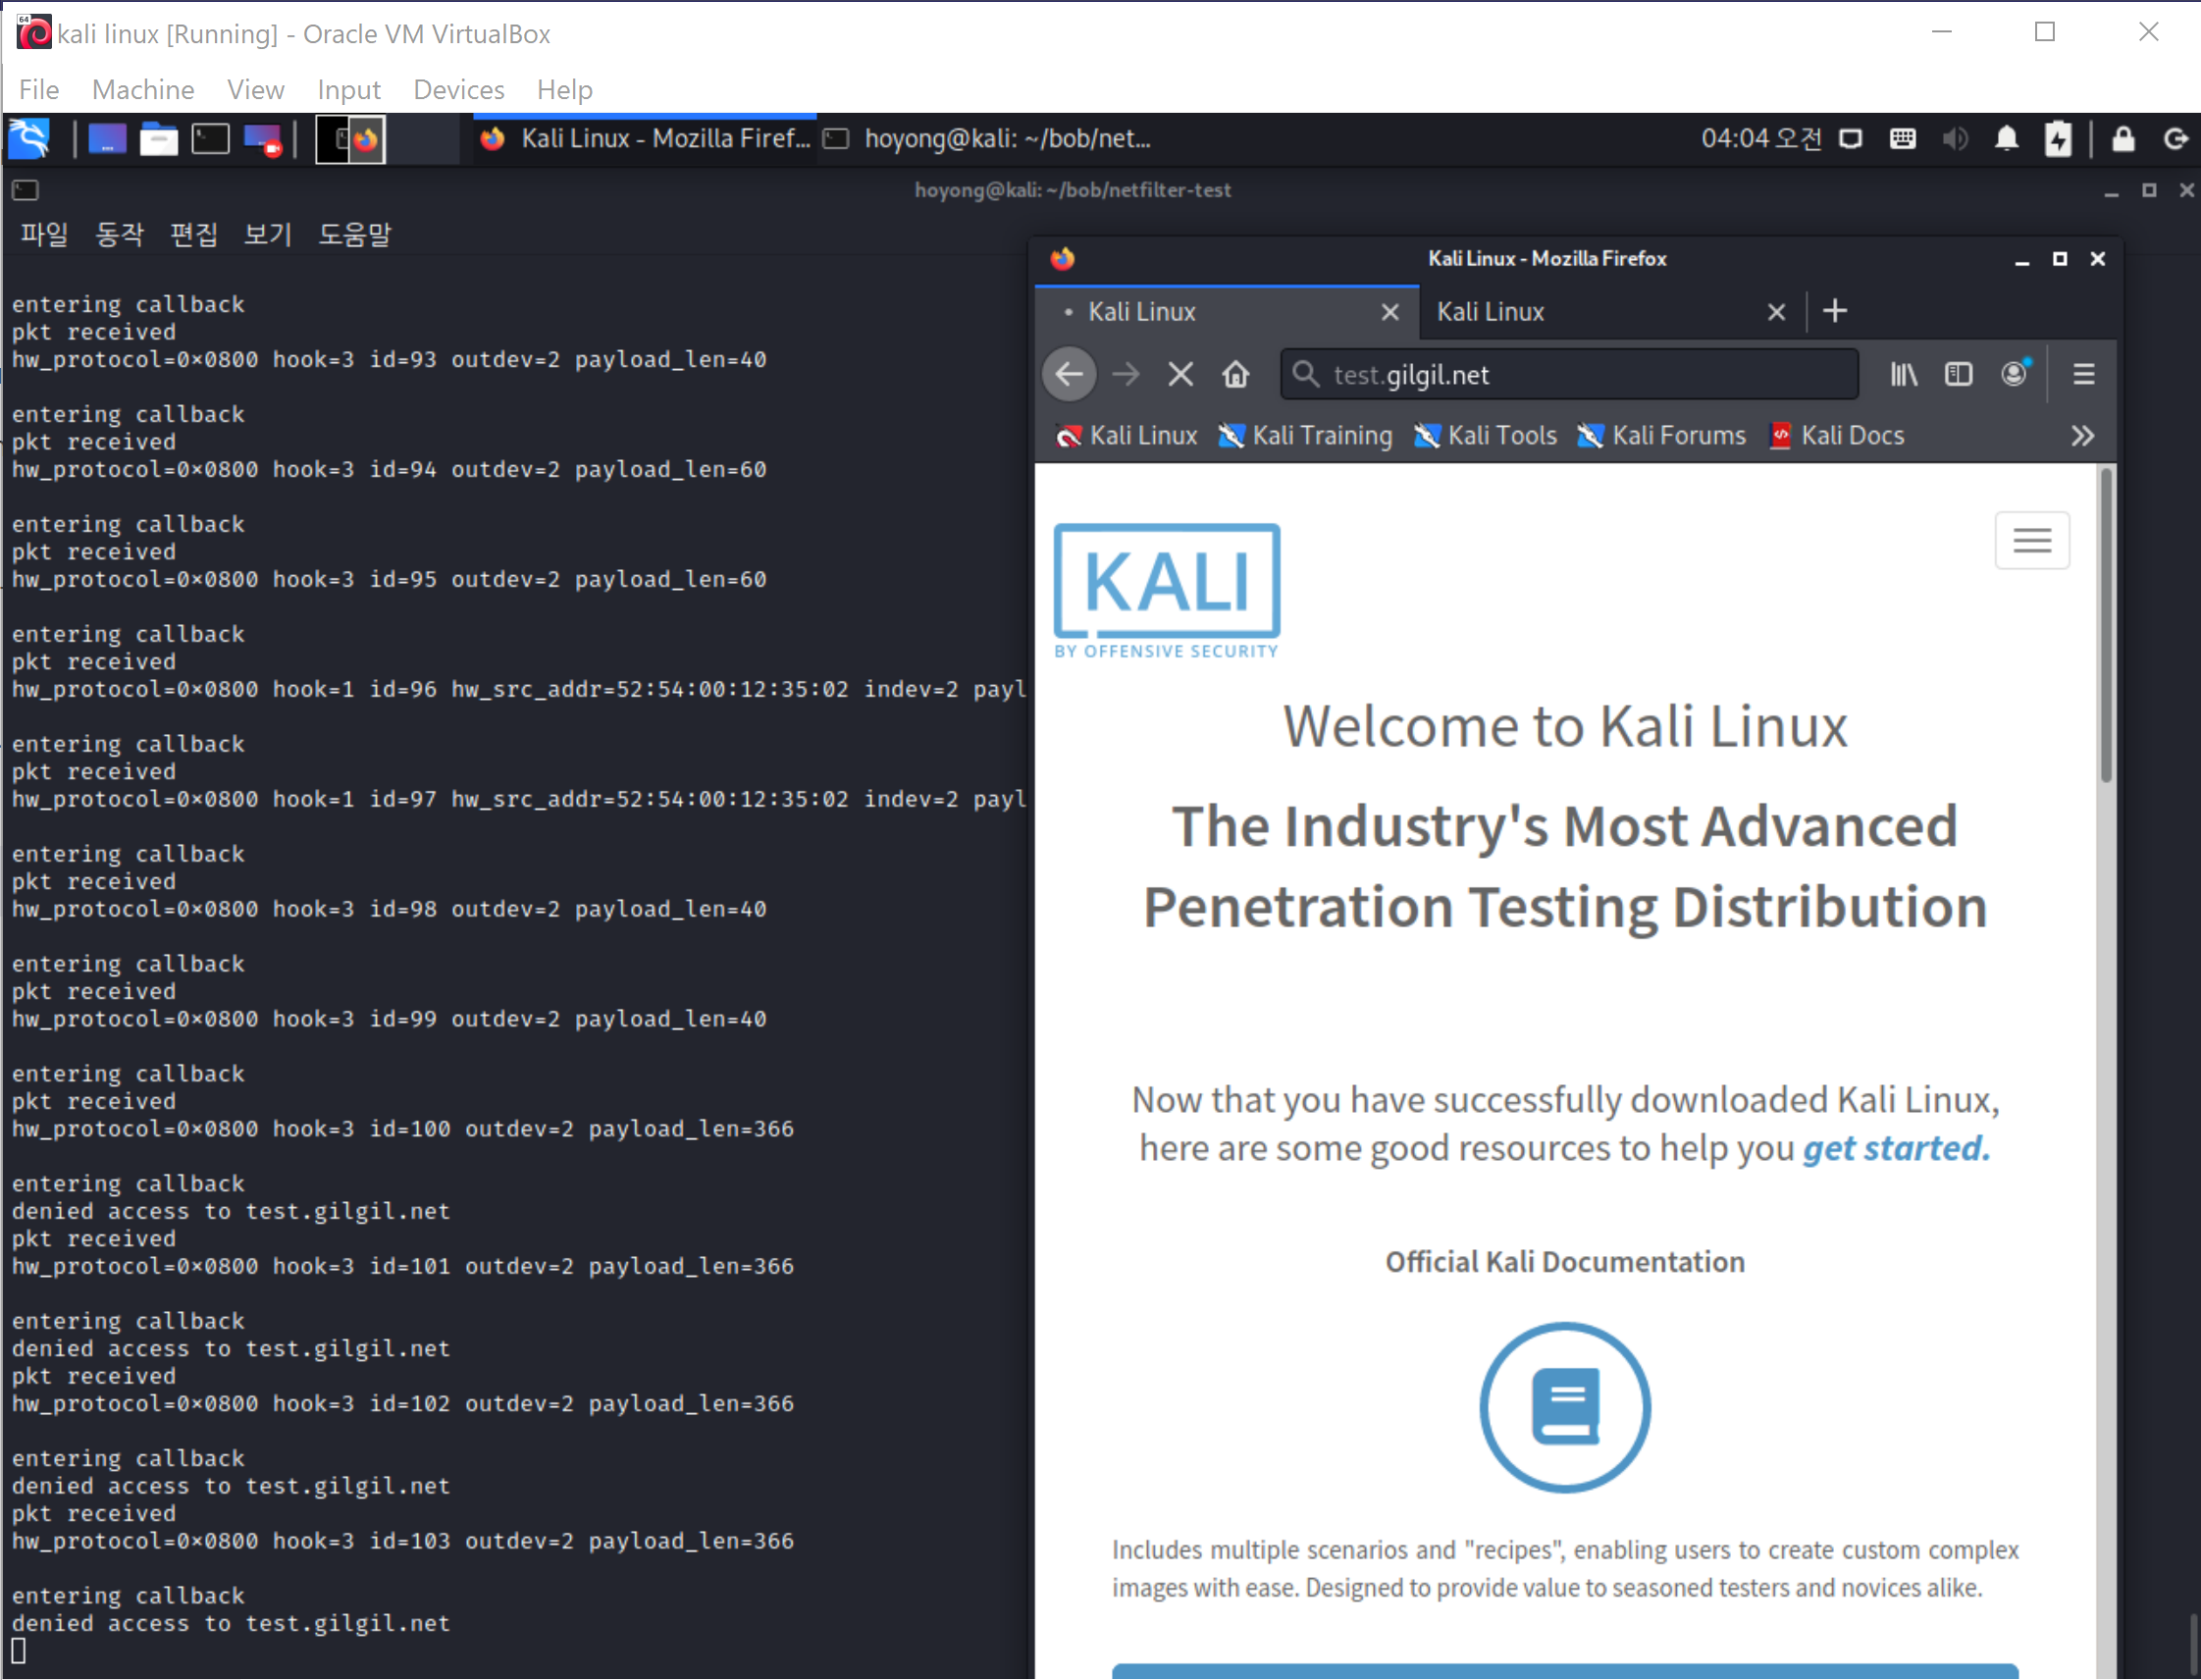 kali linux [Running] - Oracle VM VirtualBox
File Machine View Input Devices Help
Kali Linux - Mozilla Firef... hoyong@kali: ~/bob/net... 04:04 오전
hoyong@kali: ~/bob/netfilter-test
파일 동작 편집 보기 도움말
entering callback
pkt received
hw_protocol=0×0800 hook=3 id=93 outdev=2 payload_len=40
entering callback
pkt received
hw_protocol=0×0800 hook=3 id=94 outdev=2 payload_len=60
entering callback
pkt received
hw_protocol=0×0800 hook=3 id=95 outdev=2 payload_len=60
entering callback
pkt received
hw_protocol=0×0800 hook=1 id=96 hw_src_addr=52:54:00:12:35:02 indev=2 payl
entering callback
pkt received
hw_protocol=0×0800 hook=1 id=97 hw_src_addr=52:54:00:12:35:02 indev=2 payl
entering callback
pkt received
hw_protocol=0×0800 hook=3 id=98 outdev=2 payload_len=40
entering callback
pkt received
hw_protocol=0×0800 hook=3 id=99 outdev=2 payload_len=40
entering callback
pkt received
hw_protocol=0×0800 hook=3 id=100 outdev=2 payload_len=366
entering callback
denied access to test.gilgil.net
pkt received
hw_protocol=0×0800 hook=3 id=101 outdev=2 payload_len=366
entering callback
denied access to test.gilgil.net
pkt received
hw_protocol=0×0800 hook=3 id=102 outdev=2 payload_len=366
entering callback
denied access to test.gilgil.net
pkt received
hw_protocol=0×0800 hook=3 id=103 outdev=2 payload_len=366
entering callback
denied access to test.gilgil.net
Kali Linux - Mozilla Firefox
Kali Linux Kali Linux
test.gilgil.net
Kali Linux Kali Training Kali Tools Kali Forums Kali Docs
KALI
BY OFFENSIVE SECURITY
Welcome to Kali Linux
The Industry's Most Advanced
Penetration Testing Distribution
Now that you have successfully downloaded Kali Linux,
here are some good resources to help you get started.
Official Kali Documentation
Includes multiple scenarios and "recipes", enabling users to create custom complex
images with ease. Designed to provide value to seasoned testers and novices alike.